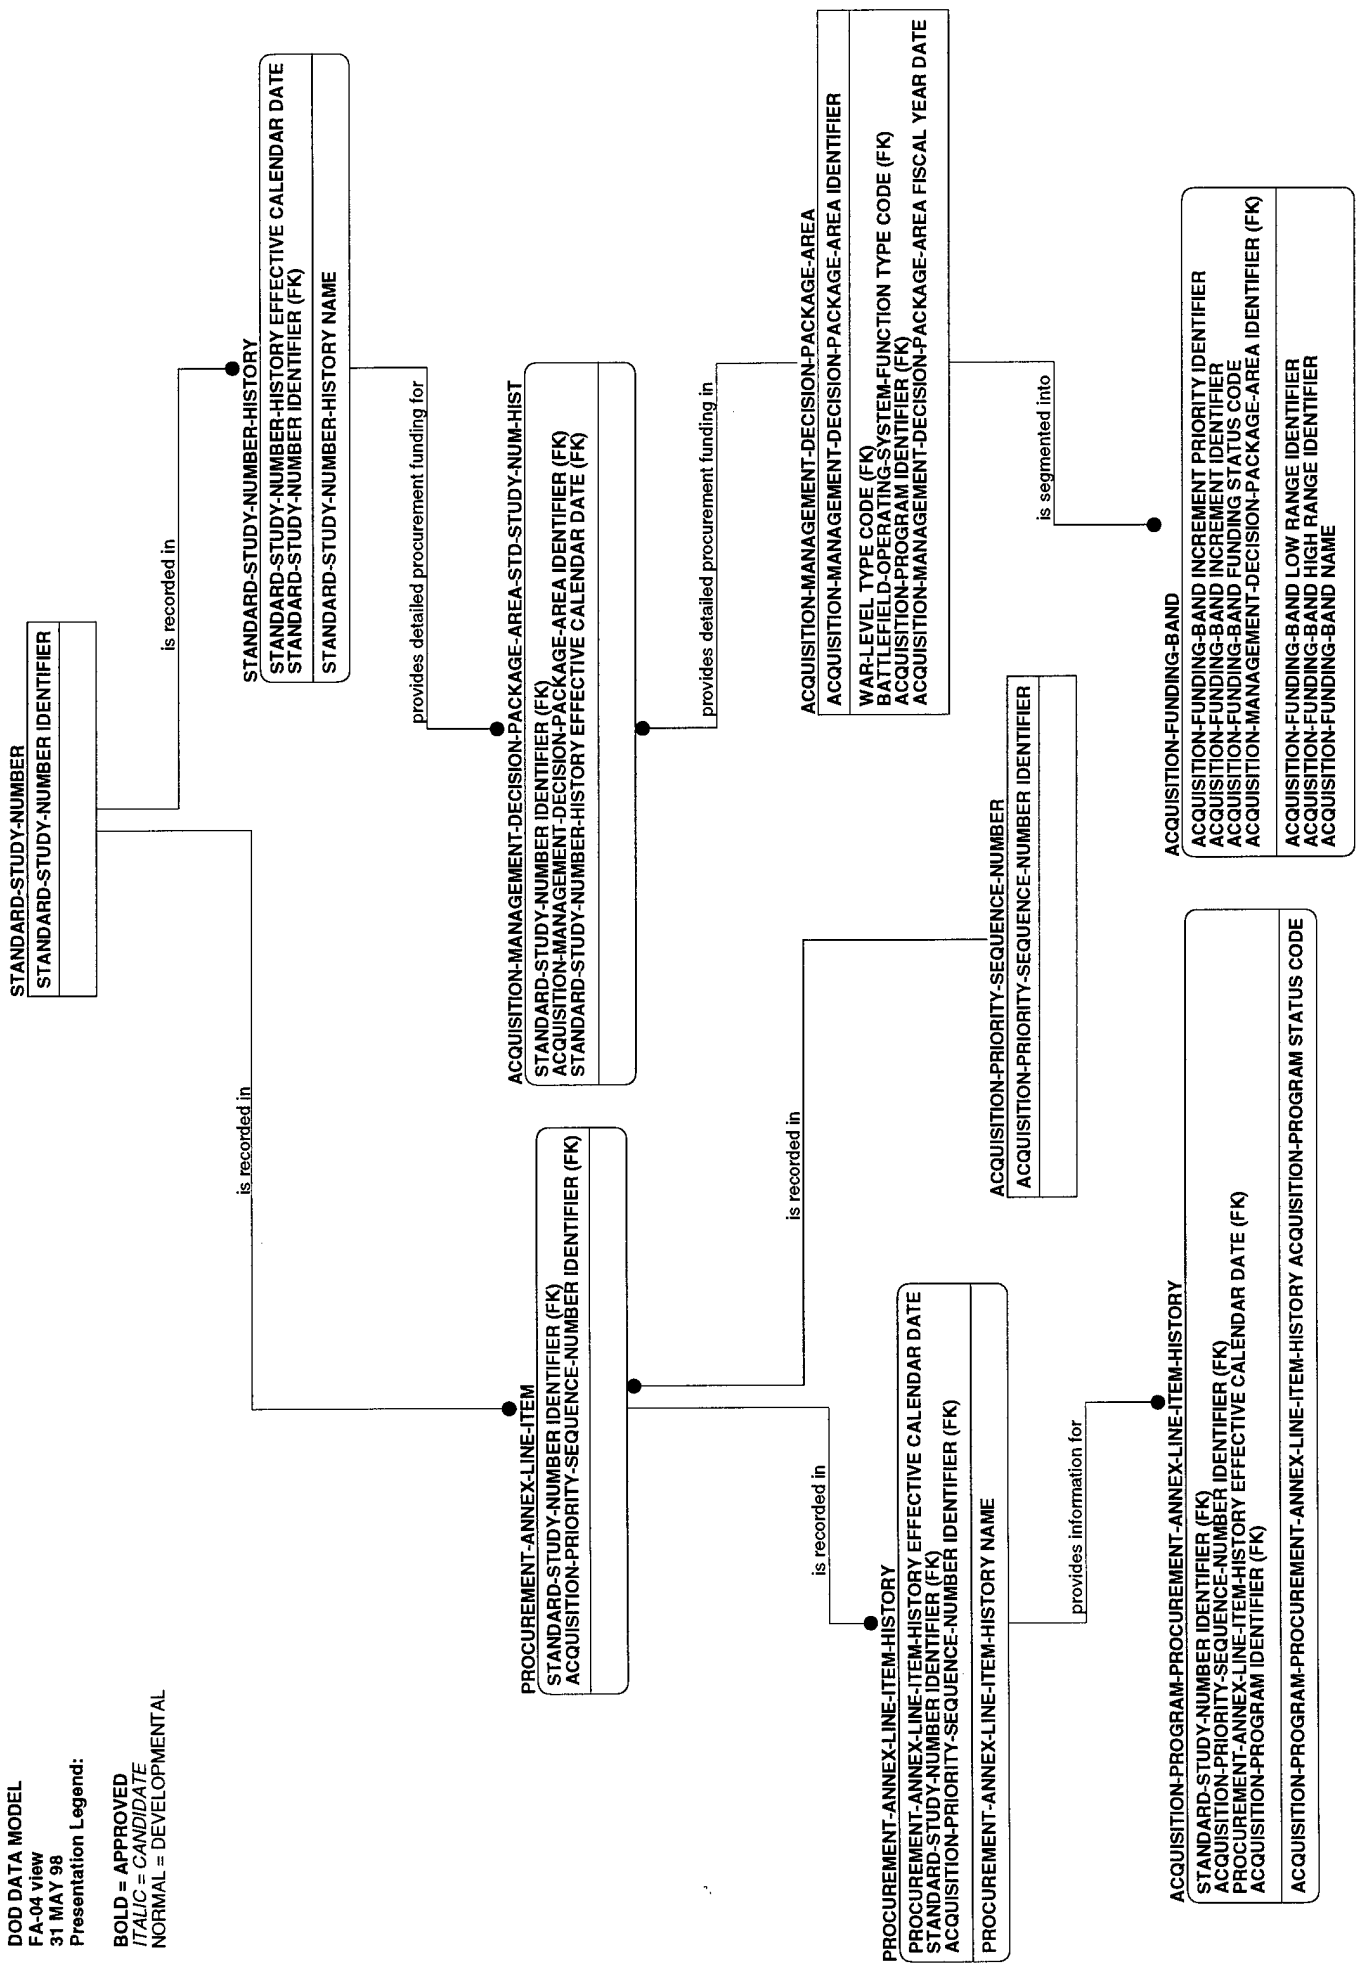 DOD DATA MODEL
FA-04 view
31 MAY 98
Presentation Legend:
BOLD = APPROVED
ITALIC = CANDIDATE
NORMAL = DEVELOPMENTAL
STANDARD-STUDY-NUMBER
STANDARD-STUDY-NUMBER IDENTIFIER
is recorded in
is recorded in
STANDARD-STUDY-NUMBER-HISTORY
STANDARD-STUDY-NUMBER-HISTORY EFFECTIVE CALENDAR DATE
STANDARD-STUDY-NUMBER IDENTIFIER (FK)
STANDARD-STUDY-NUMBER-HISTORY NAME
provides detailed procurement funding for
PROCUREMENT-ANNEX-LINE-ITEM
STANDARD-STUDY-NUMBER IDENTIFIER (FK)
ACQUISITION-PRIORITY-SEQUENCE-NUMBER IDENTIFIER (FK)
ACQUISITION-MANAGEMENT-DECISION-PACKAGE-AREA-STD-STUDY-NUM-HIST
STANDARD-STUDY-NUMBER IDENTIFIER (FK)
ACQUISITION-MANAGEMENT-DECISION-PACKAGE-AREA IDENTIFIER (FK)
STANDARD-STUDY-NUMBER-HISTORY EFFECTIVE CALENDAR DATE (FK)
is recorded in
is recorded in
provides detailed procurement funding in
PROCUREMENT-ANNEX-LINE-ITEM-HISTORY
PROCUREMENT-ANNEX-LINE-ITEM-HISTORY EFFECTIVE CALENDAR DATE
STANDARD-STUDY-NUMBER IDENTIFIER (FK)
ACQUISITION-PRIORITY-SEQUENCE-NUMBER IDENTIFIER (FK)
PROCUREMENT-ANNEX-LINE-ITEM-HISTORY NAME
ACQUISITION-PRIORITY-SEQUENCE-NUMBER
ACQUISITION-PRIORITY-SEQUENCE-NUMBER IDENTIFIER
ACQUISITION-MANAGEMENT-DECISION-PACKAGE-AREA
ACQUISITION-MANAGEMENT-DECISION-PACKAGE-AREA IDENTIFIER
WAR-LEVEL TYPE CODE (FK)
BATTLEFIELD-OPERATING-SYSTEM-FUNCTION TYPE CODE (FK)
ACQUISITION-PROGRAM IDENTIFIER (FK)
ACQUISITION-MANAGEMENT-DECISION-PACKAGE-AREA FISCAL YEAR DATE
provides information for
is segmented into
ACQUISITION-PROGRAM-PROCUREMENT-ANNEX-LINE-ITEM-HISTORY
STANDARD-STUDY-NUMBER IDENTIFIER (FK)
ACQUISITION-PRIORITY-SEQUENCE-NUMBER IDENTIFIER (FK)
PROCUREMENT-ANNEX-LINE-ITEM-HISTORY EFFECTIVE CALENDAR DATE (FK)
ACQUISITION-PROGRAM IDENTIFIER (FK)
ACQUISITION-PROGRAM-PROCUREMENT-ANNEX-LINE-ITEM-HISTORY ACQUISITION-PROGRAM STATUS CODE
ACQUISITION-FUNDING-BAND
ACQUISITION-FUNDING-BAND INCREMENT PRIORITY IDENTIFIER
ACQUISITION-FUNDING-BAND INCREMENT IDENTIFIER
ACQUISITION-FUNDING-BAND FUNDING STATUS CODE
ACQUISITION-MANAGEMENT-DECISION-PACKAGE-AREA IDENTIFIER (FK)
ACQUISITION-FUNDING-BAND LOW RANGE IDENTIFIER
ACQUISITION-FUNDING-BAND HIGH RANGE IDENTIFIER
ACQUISITION-FUNDING-BAND NAME